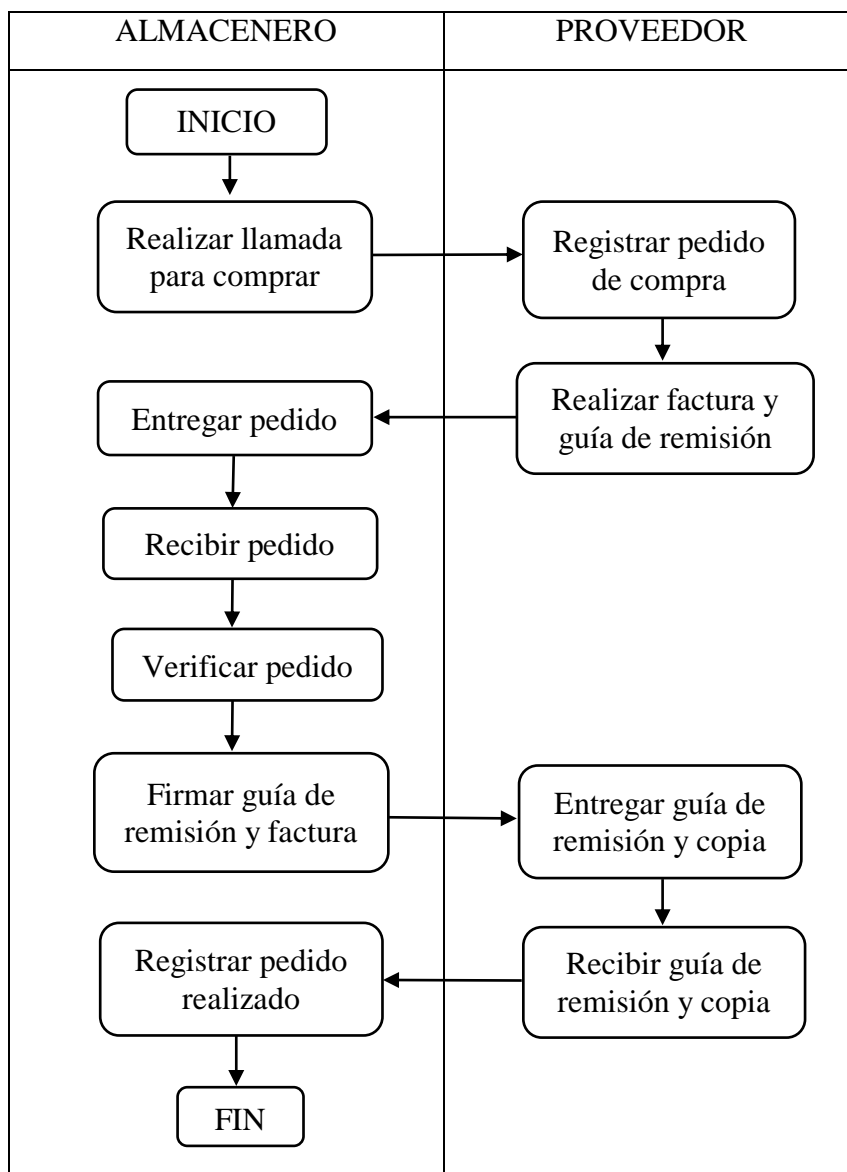 ALMACENERO
PROVEEDOR
INICIO
Realizar llamada
para comprar
Registrar pedido
de compra
Realizar factura y
guía de remisión
Entregar pedido
Recibir pedido
Verificar pedido
Firmar guía de
remisión y factura
Entregar guía de
remisión y copia
Recibir guía de
remisión y copia
Registrar pedido
realizado
FIN